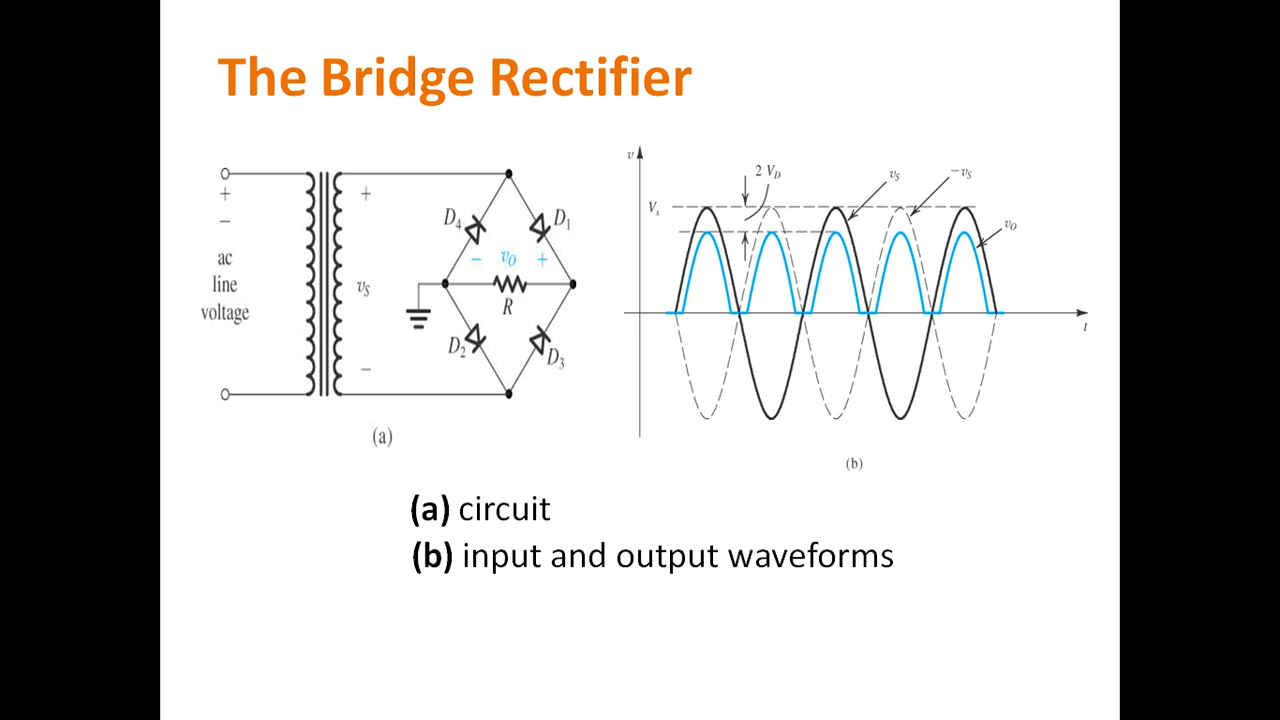 The Bridge Rectifier
+
−
ac
line
voltage
+
vS
−
D4
D1
− vO +
R
D2
D3
(a)
v
2 VD
vS
−vS
Vs
vO
t
(b)
(a) circuit
(b) input and output waveforms